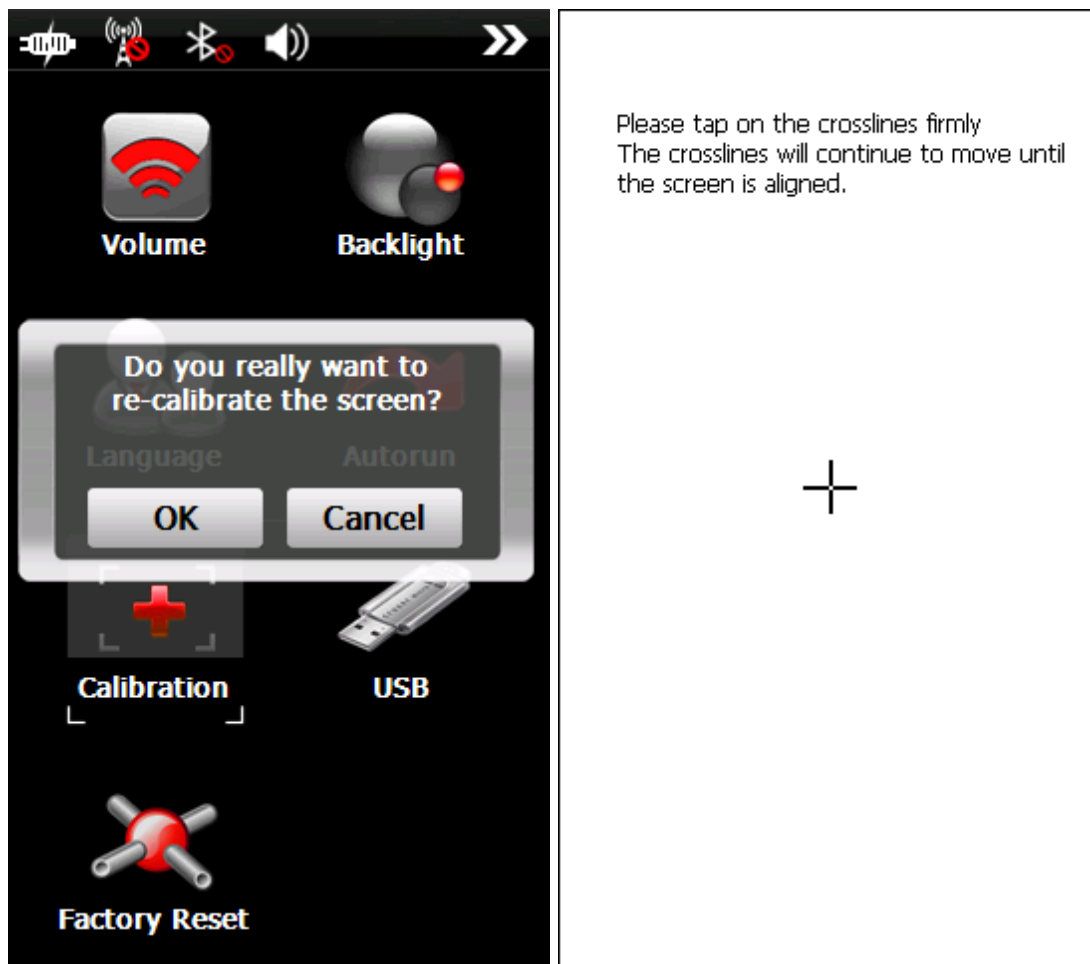 Volume
Backlight
Do you really want to
re-calibrate the screen?
Language
Autorun
OK
Cancel
Calibration
USB
Factory Reset
Please tap on the crosslines firmly
The crosslines will continue to move until
the screen is aligned.